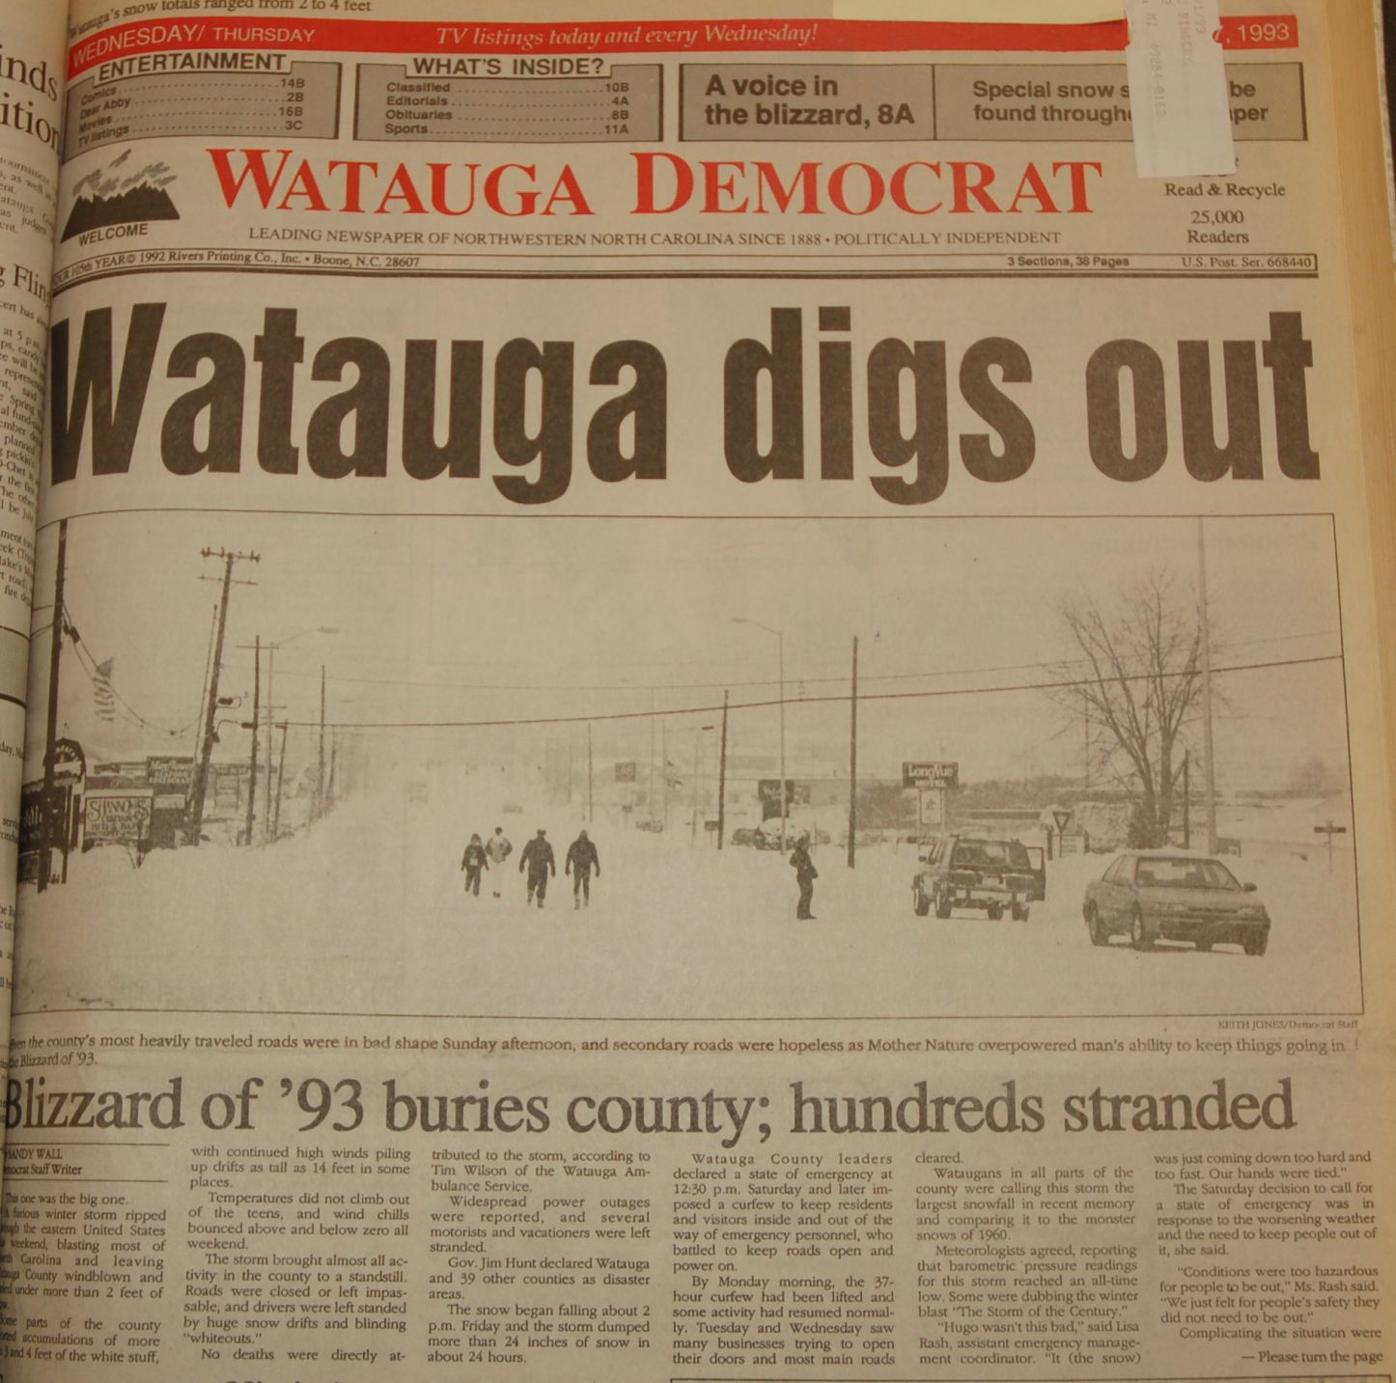 Watauga's snow totals ranged from 2 to 4 feet
WEDNESDAY/ THURSDAY
TV listings today and every Wednesday!
7, 1993
ENTERTAINMENT
Comics 14B
Dear Abby 2B
Movies 16B
TV listings 3C
WHAT'S INSIDE?
Classified 10B
Editorials 4A
Obituaries 8B
Sports 11A
A voice in
the blizzard, 8A
Special snow s be
found through per
WELCOME
WATAUGA DEMOCRAT
LEADING NEWSPAPER OF NORTHWESTERN NORTH CAROLINA SINCE 1888 • POLITICALLY INDEPENDENT
Read & Recycle
25,000
Readers
OUR 105th YEAR © 1992 Rivers Printing Co., Inc. • Boone, N.C. 28607
3 Sections, 38 Pages
U.S. Post. Ser. 668440
Watauga digs out
LongVue
MOTEL
KEITH JONES/Democrat Staff
the county's most heavily traveled roads were in bad shape Sunday afternoon, and secondary roads were hopeless as Mother Nature overpowered man's ability to keep things going in
the Blizzard of '93.
Blizzard of '93 buries county; hundreds stranded
ANDY WALL
mocrat Staff Writer
This one was the big one.
A furious winter storm ripped
the eastern United States
weekend, blasting most of
Carolina and leaving
County windblown and
under more than 2 feet of
Some parts of the county
accumulations of more
3 and 4 feet of the white stuff,
with continued high winds piling
up drifts as tall as 14 feet in some
places.
Temperatures did not climb out
of the teens, and wind chills
bounced above and below zero all
weekend.
The storm brought almost all ac-
tivity in the county to a standstill.
Roads were closed or left impas-
sable, and drivers were left standed
by huge snow drifts and blinding
"whiteouts."
No deaths were directly at-
tributed to the storm, according to
Tim Wilson of the Watauga Am-
bulance Service.
Widespread power outages
were reported, and several
motorists and vacationers were left
stranded.
Gov. Jim Hunt declared Watauga
and 39 other counties as disaster
areas.
The snow began falling about 2
p.m. Friday and the storm dumped
more than 24 inches of snow in
about 24 hours.
Watauga County leaders
declared a state of emergency at
12:30 p.m. Saturday and later im-
posed a curfew to keep residents
and visitors inside and out of the
way of emergency personnel, who
battled to keep roads open and
power on.
By Monday morning, the 37-
hour curfew had been lifted and
some activity had resumed normal-
ly. Tuesday and Wednesday saw
many businesses trying to open
their doors and most main roads
cleared.
Wataugans in all parts of the
county were calling this storm the
largest snowfall in recent memory
and comparing it to the monster
snows of 1960.
Meteorologists agreed, reporting
that barometric pressure readings
for this storm reached an all-time
low. Some were dubbing the winter
blast "The Storm of the Century."
"Hugo wasn't this bad," said Lisa
Rash, assistant emergency manage-
ment coordinator. "It (the snow)
was just coming down too hard and
too fast. Our hands were tied."
The Saturday decision to call for
a state of emergency was in
response to the worsening weather
and the need to keep people out of
it, she said.
"Conditions were too hazardous
for people to be out," Ms. Rash said.
"We just felt for people's safety they
did not need to be out."
Complicating the situation were
— Please turn the page